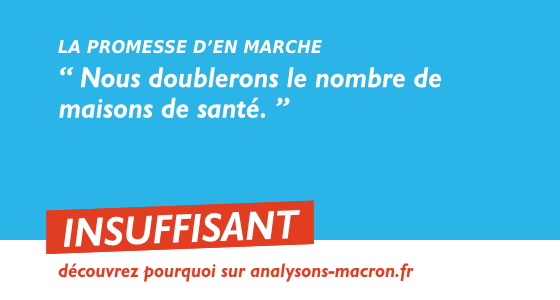 LA PROMESSE D’EN MARCHE
“ Nous doublerons le nombre de
maisons de santé. ”
INSUFFISANT
découvrez pourquoi sur analysons-macron.fr